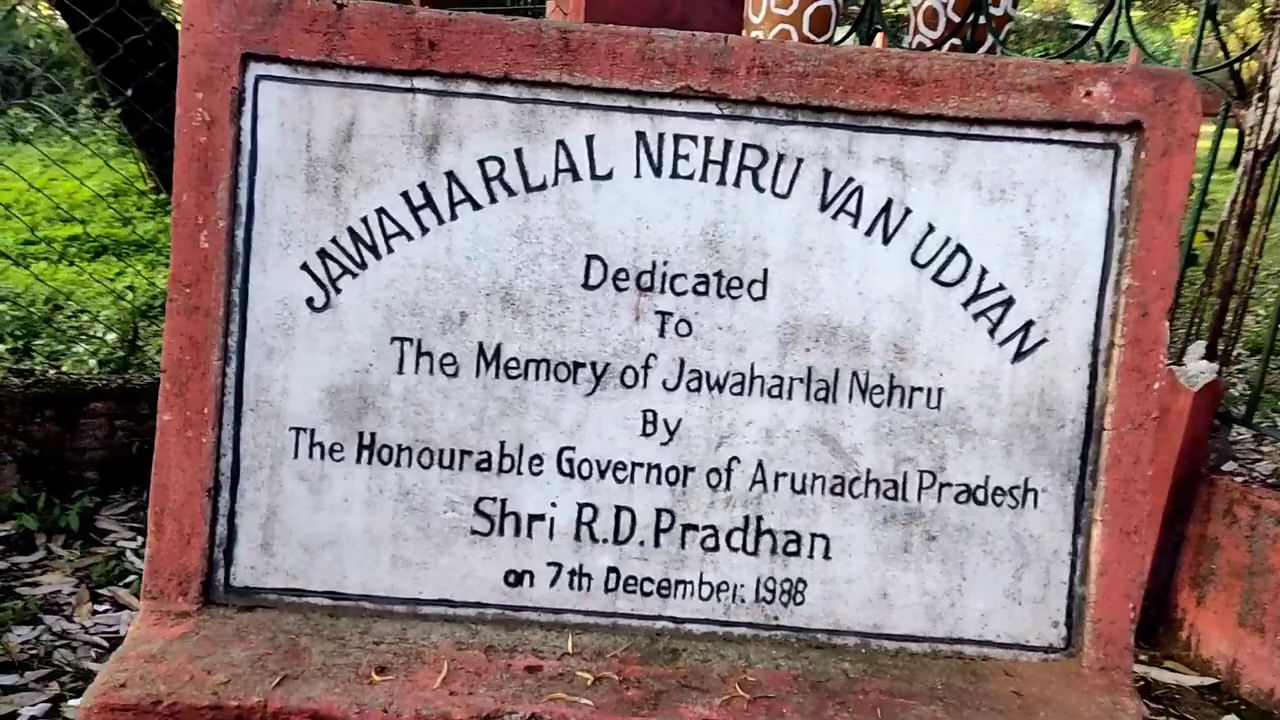 JAWAHARLAL NEHRU VAN UDYAN
Dedicated
To
The Memory of Jawaharlal Nehru
By
The Honourable Governor of Arunachal Pradesh
Shri R.D. Pradhan
on 7th December: 1988